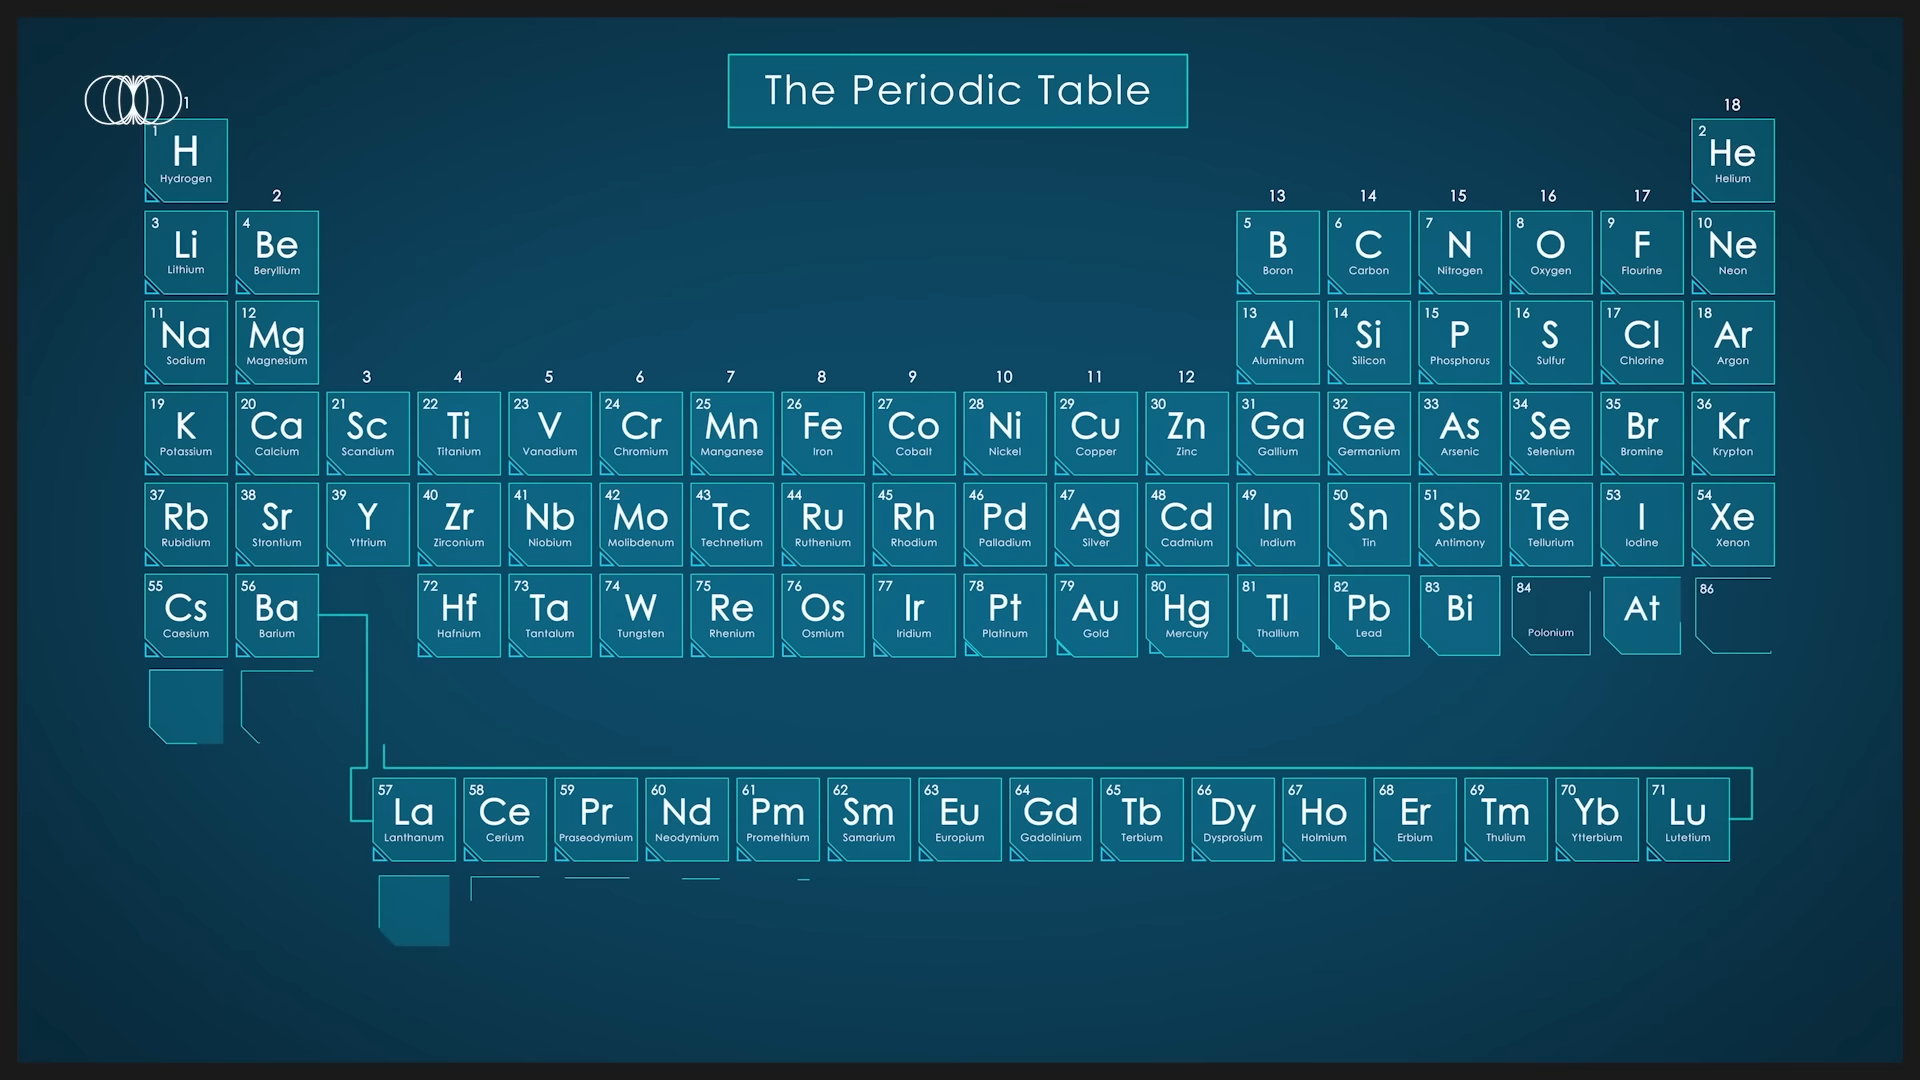 The Periodic Table
1
18
1
H
Hydrogen
2
He
Helium
2
13
14
15
16
17
3
Li
Lithium
4
Be
Beryllium
5
B
Boron
6
C
Carbon
7
N
Nitrogen
8
O
Oxygen
9
F
Flourine
10
Ne
Neon
11
Na
Sodium
12
Mg
Magnesium
13
Al
Aluminum
14
Si
Silicon
15
P
Phosphorus
16
S
Sulfur
17
Cl
Chlorine
18
Ar
Argon
3
4
5
6
7
8
9
10
11
12
19
K
Potassium
20
Ca
Calcium
21
Sc
Scandium
22
Ti
Titanium
23
V
Vanadium
24
Cr
Chromium
25
Mn
Manganese
26
Fe
Iron
27
Co
Cobalt
28
Ni
Nickel
29
Cu
Copper
30
Zn
Zinc
31
Ga
Gallium
32
Ge
Germanium
33
As
Arsenic
34
Se
Selenium
35
Br
Bromine
36
Kr
Krypton
37
Rb
Rubidium
38
Sr
Strontium
39
Y
Yttrium
40
Zr
Zirconium
41
Nb
Niobium
42
Mo
Molibdenum
43
Tc
Technetium
44
Ru
Ruthenium
45
Rh
Rhodium
46
Pd
Palladium
47
Ag
Silver
48
Cd
Cadmium
49
In
Indium
50
Sn
Tin
51
Sb
Antimony
52
Te
Tellurium
53
I
Iodine
54
Xe
Xenon
55
Cs
Caesium
56
Ba
Barium
72
Hf
Hafnium
73
Ta
Tantalum
74
W
Tungsten
75
Re
Rhenium
76
Os
Osmium
77
Ir
Iridium
78
Pt
Platinum
79
Au
Gold
80
Hg
Mercury
81
Tl
Thallium
82
Pb
Lead
83
Bi
84
Polonium
At
86
57
La
Lanthanum
58
Ce
Cerium
59
Pr
Praseodymium
60
Nd
Neodymium
61
Pm
Promethium
62
Sm
Samarium
63
Eu
Europium
64
Gd
Gadolinium
65
Tb
Terbium
66
Dy
Dysprosium
67
Ho
Holmium
68
Er
Erbium
69
Tm
Thulium
70
Yb
Ytterbium
71
Lu
Lutetium